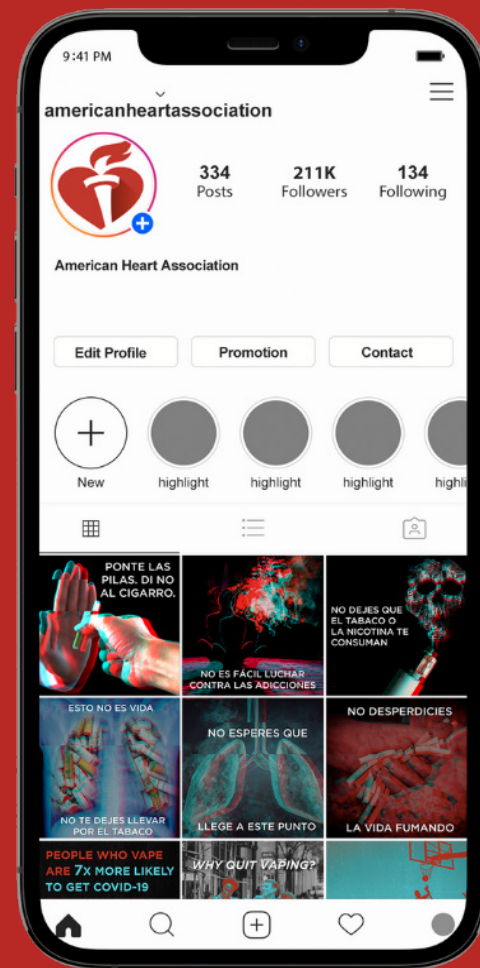 9:41 PM
americanheartassociation
334
Posts
211K
Followers
134
Following
American Heart Association
Edit Profile
Promotion
Contact
New
highlight
highlight
highlight
highli
PONTE LAS
PILAS. DI NO
AL CIGARRO.
NO ES FÁCIL LUCHAR
CONTRA LAS ADICCIONES
NO DEJES QUE
EL TABACO O
LA NICOTINA TE
CONSUMAN
ESTO NO ES VIDA
NO TE DEJES LLEVAR
POR EL TABACO
NO ESPERES QUE
LLEGE A ESTE PUNTO
NO DESPERDICIES
LA VIDA FUMANDO
PEOPLE WHO VAPE
ARE 7X MORE LIKELY
TO GET COVID-19
WHY QUIT VAPING?